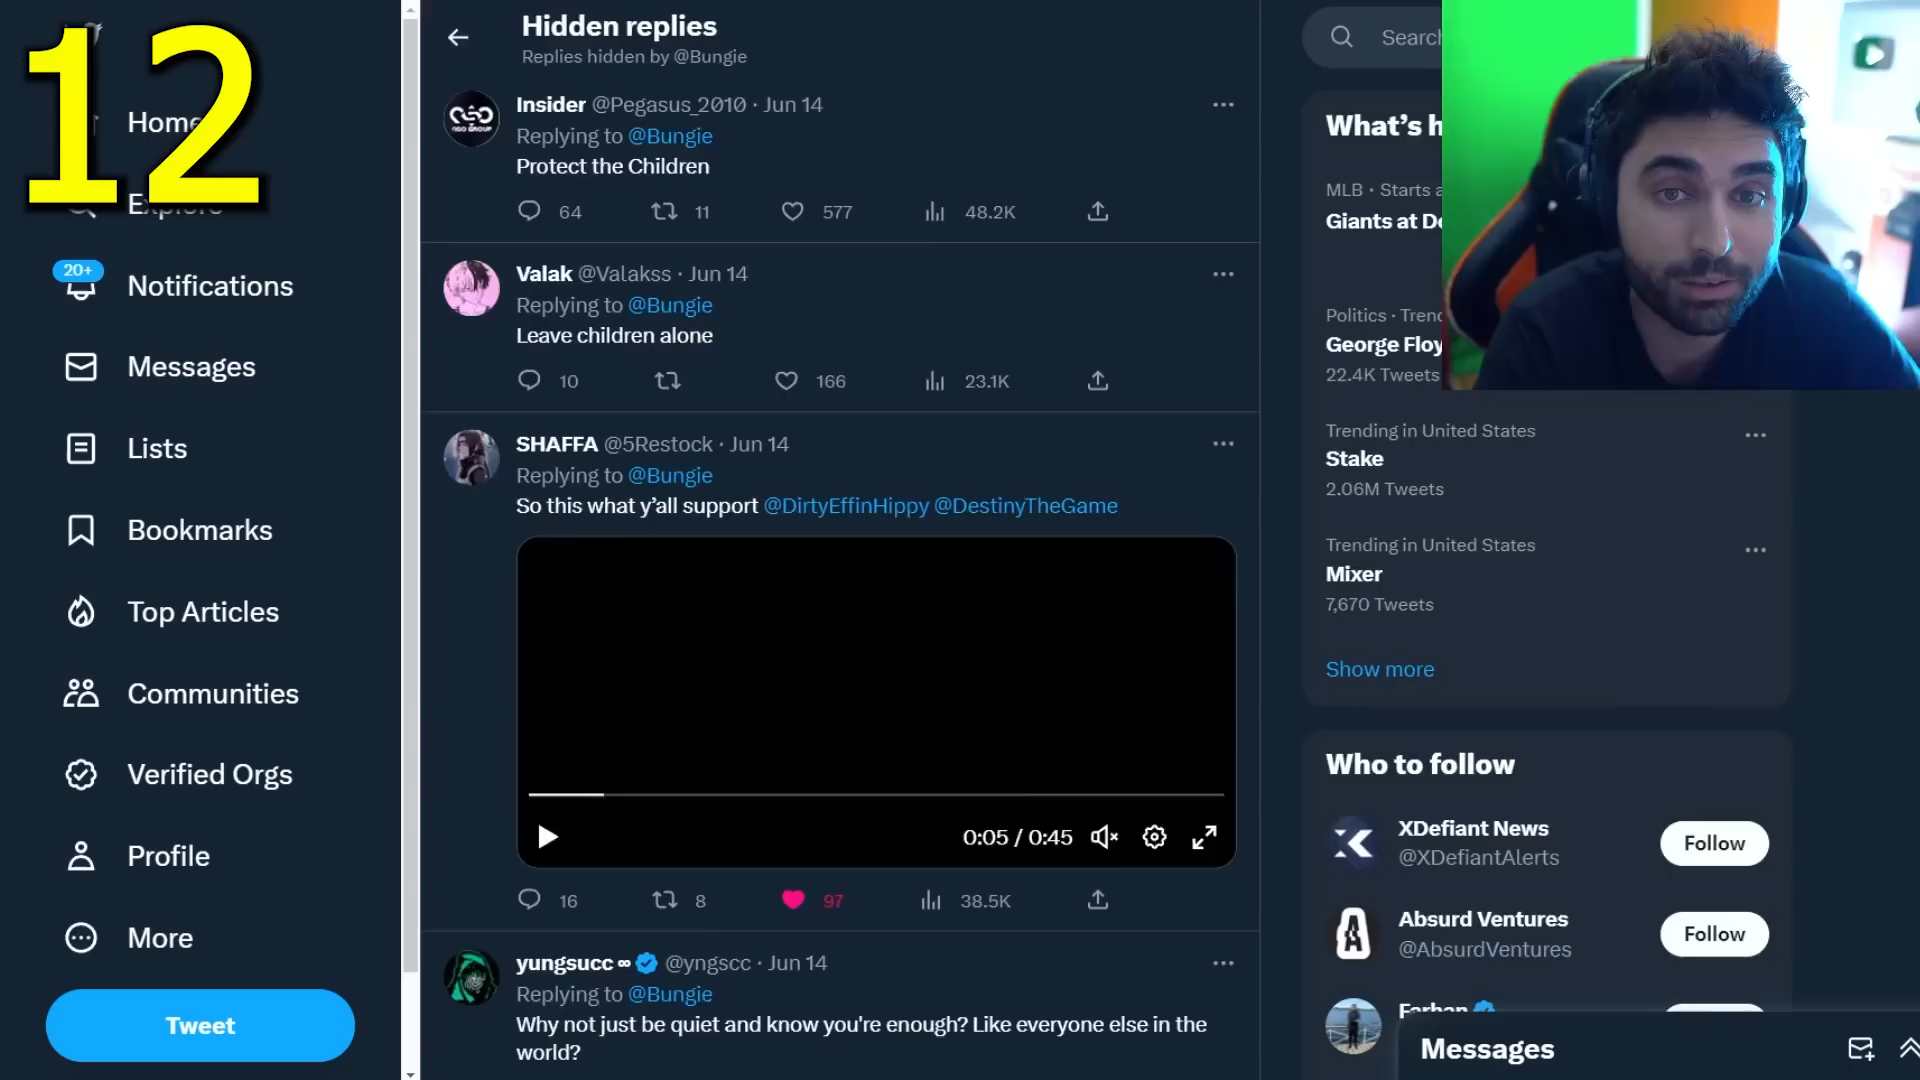 12
Home
Explore
20+
Notifications
Messages
Lists
Bookmarks
Top Articles
Communities
Verified Orgs
Profile
More
Tweet
Hidden replies
Replies hidden by @Bungie
NSO GROUP
Insider @Pegasus_2010 · Jun 14
Replying to @Bungie
Protect the Children
64 11 577 48.2K
Valak @Valakss · Jun 14
Replying to @Bungie
Leave children alone
10 166 23.1K
SHAFFA @5Restock · Jun 14
Replying to @Bungie
So this what y’all support @DirtyEffinHippy @DestinyTheGame
0:05 / 0:45
16 8 97 38.5K
yungsucc ∞ @yngscc · Jun 14
Replying to @Bungie
Why not just be quiet and know you're enough? Like everyone else in the
world?
Search
What’s h
MLB · Starts a
Giants at Do
Politics · Trend
George Floy
22.4K Tweets
Trending in United States
Stake
2.06M Tweets
Trending in United States
Mixer
7,670 Tweets
Show more
Who to follow
XDefiant News
@XDefiantAlerts
Follow
Absurd Ventures
@AbsurdVentures
Follow
Farhan
Messages